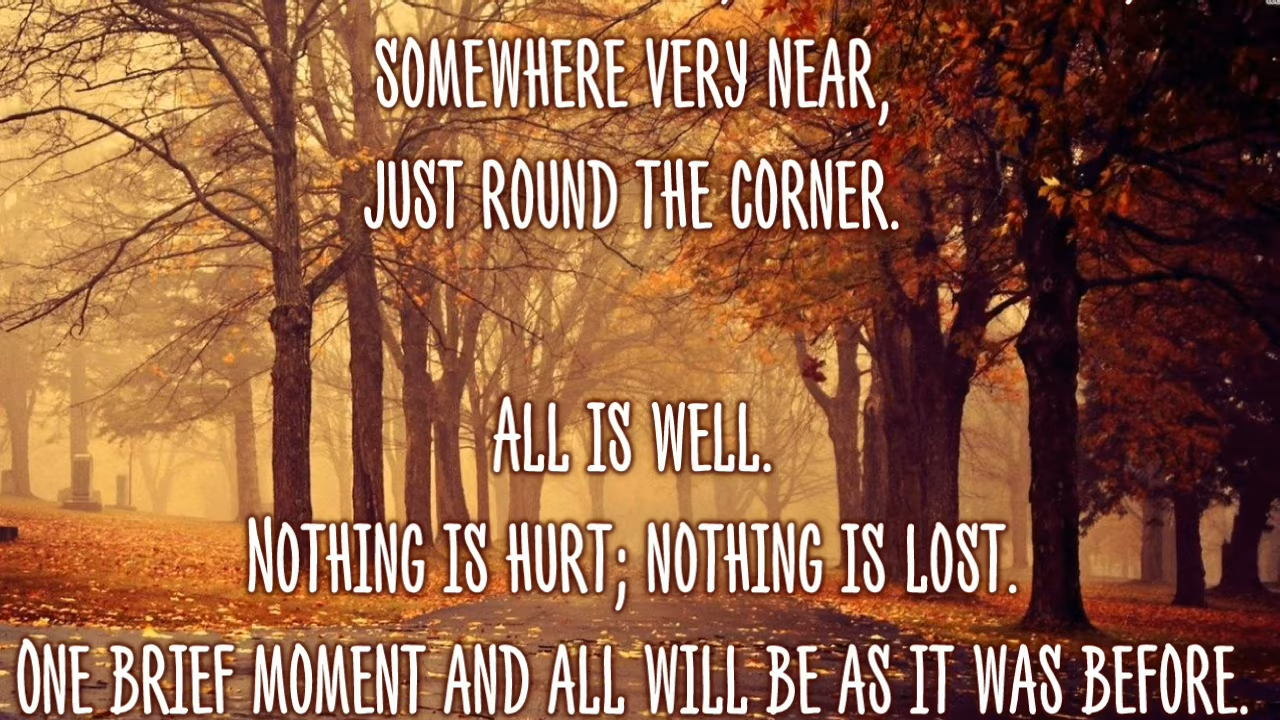 SOMEWHERE VERY NEAR,
JUST ROUND THE CORNER.
ALL IS WELL.
NOTHING IS HURT; NOTHING IS LOST.
ONE BRIEF MOMENT AND ALL WILL BE AS IT WAS BEFORE.